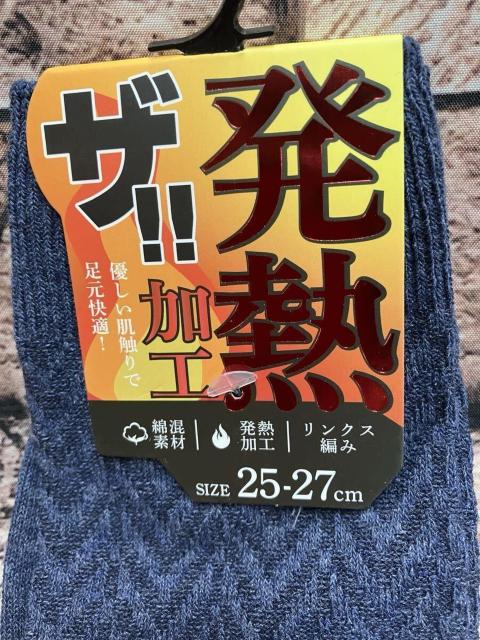 ザ!!
発熱
加工
優しい肌触りで
足元快適！
綿混
素材
発熱
加工
リンクス
編み
SIZE 25-27cm